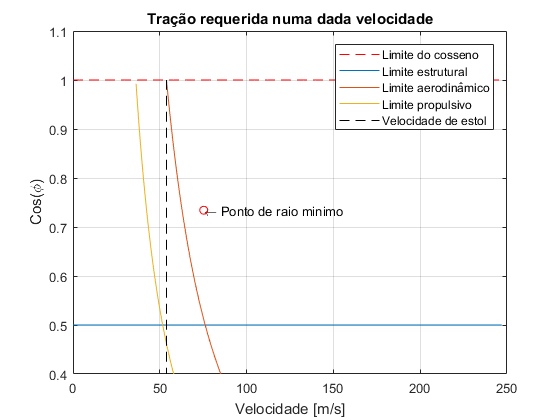 Tração requerida numa dada velocidade
1.1
1
0.9
0.8
0.7
0.6
0.5
0.4
Cos(ϕ)
Limite do cosseno
Limite estrutural
Limite aerodinâmico
Limite propulsivo
Velocidade de estol
← Ponto de raio minimo
0
50
100
150
200
250
Velocidade [m/s]